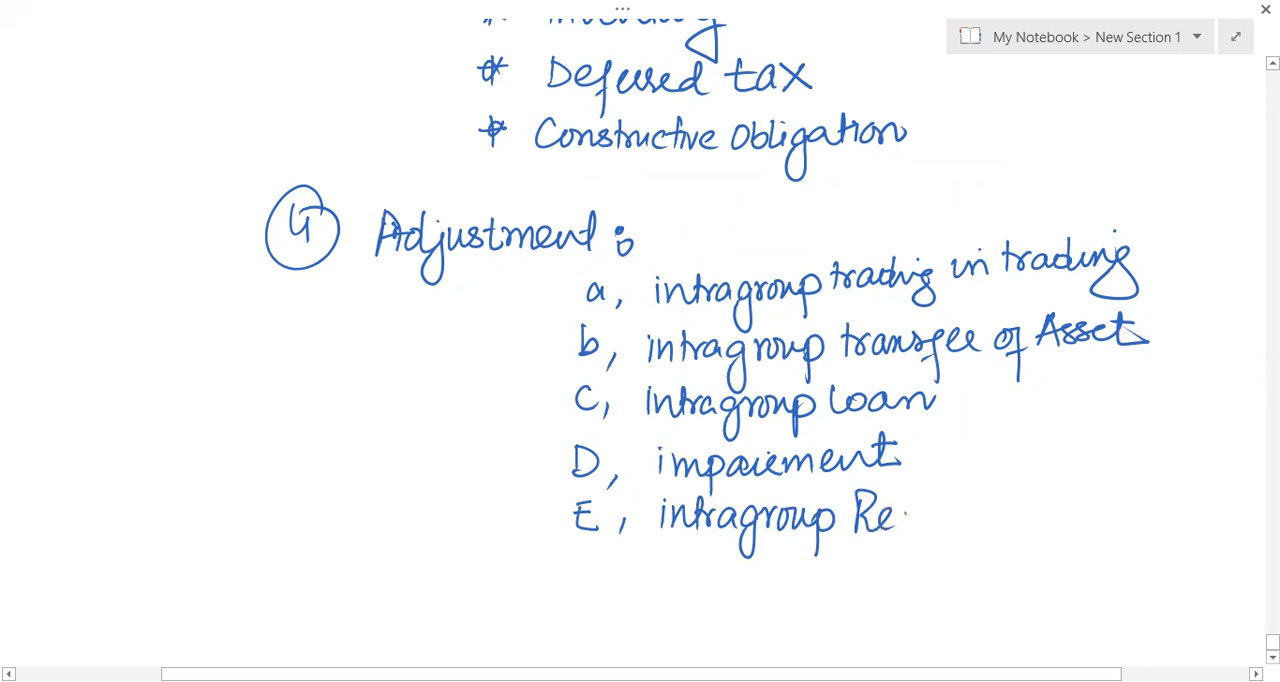 My Notebook > New Section 1
* Inventory
* Deferred tax
* Constructive Obligation
4 Adjustment :
a, intragroup trading in trading
b, intragroup transfer of Asset
C, intragroup loan
D, impairment
E, intragroup Re